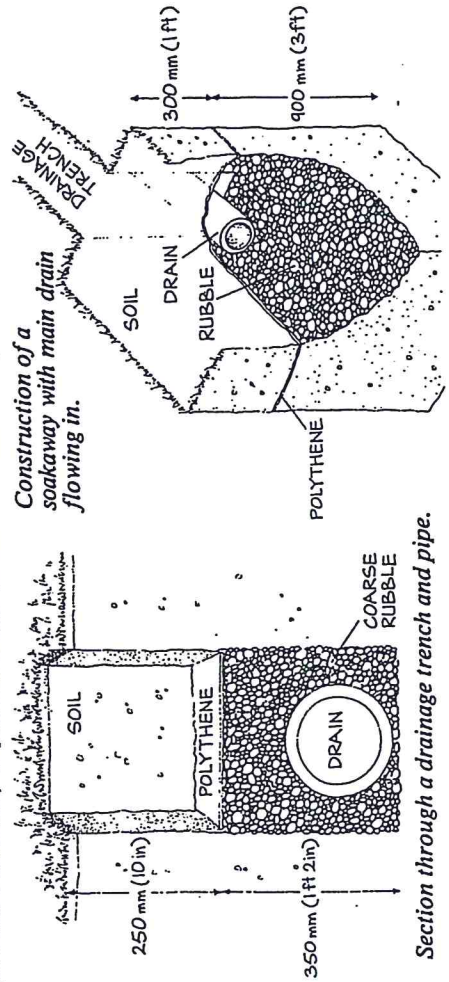 Construction of a
soakaway with main drain
flowing in.
DRAINAGE
TRENCH
SOIL
DRAIN
RUBBLE
POLYTHENE
300 mm (1ft)
900 mm (3ft)
SOIL
POLYTHENE
DRAIN
COARSE
RUBBLE
250 mm (10in)
350 mm (1ft 2in)
Section through a drainage trench and pipe.